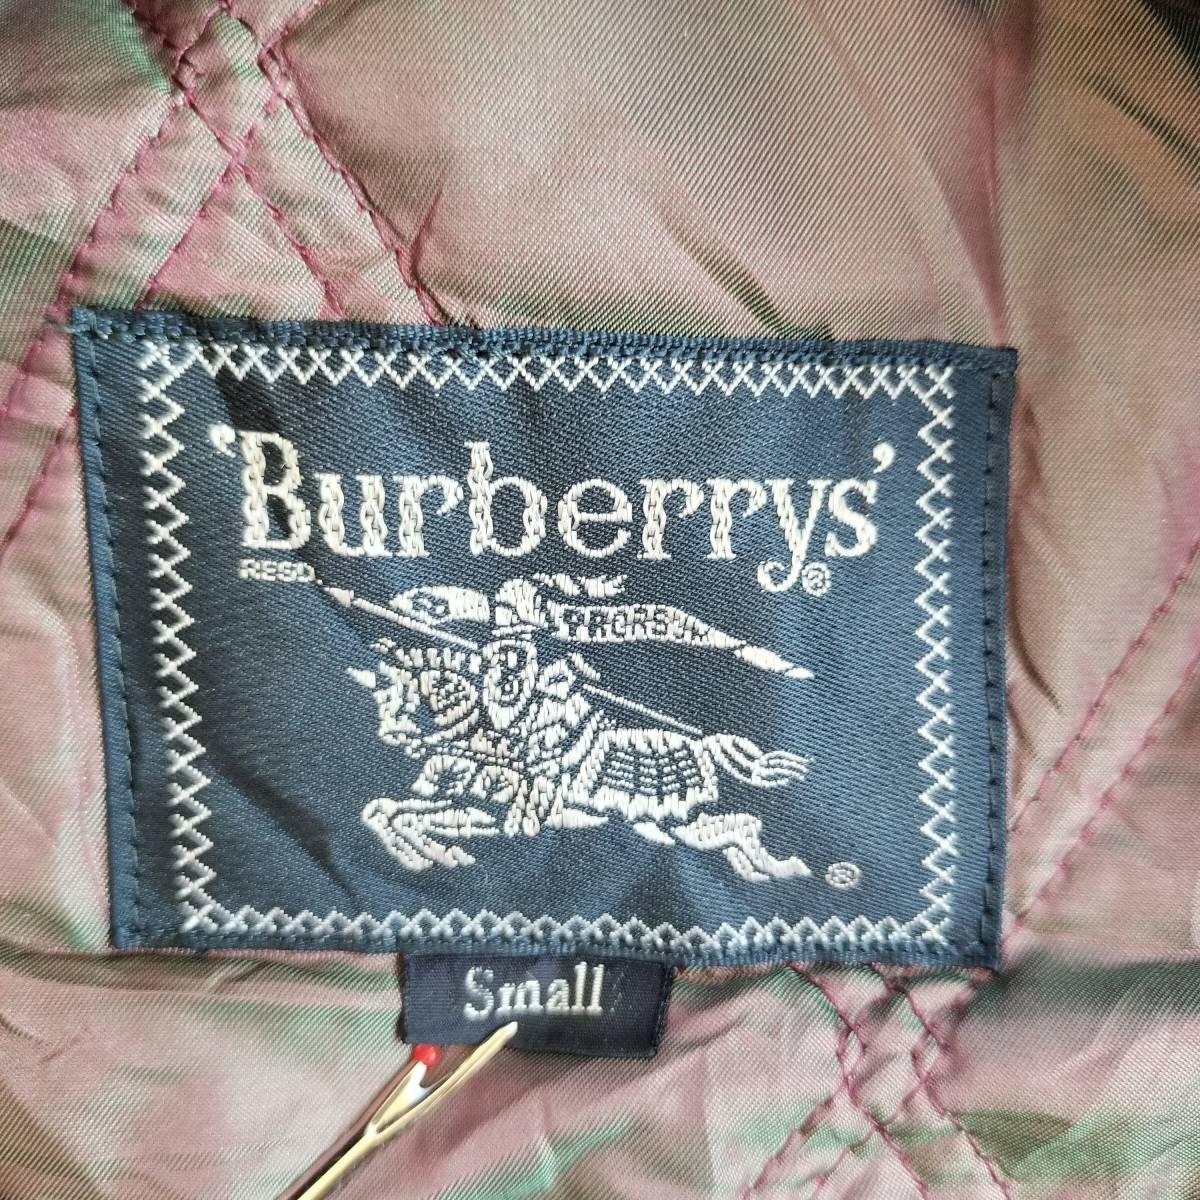 'Burberrys'
REGD. ®
PRORSUM
®
Small